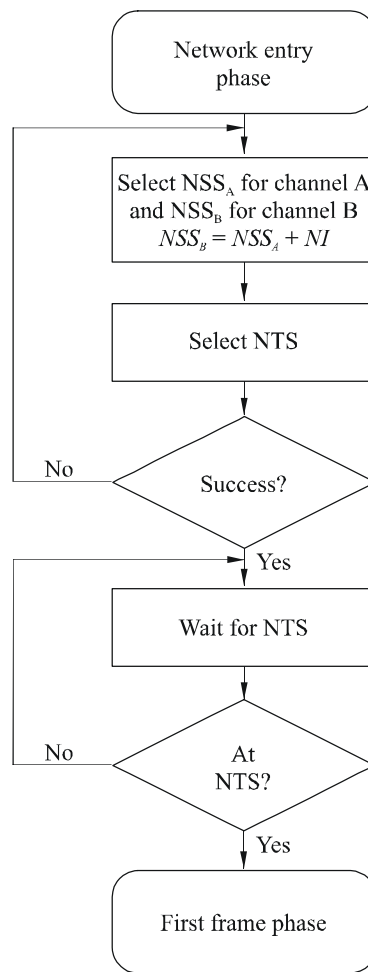 Network entry
phase
Select NSS_A for channel A
and NSS_B for channel B
NSS_B = NSS_A + NI
Select NTS
No
Success?
Yes
Wait for NTS
No
At
NTS?
Yes
First frame phase